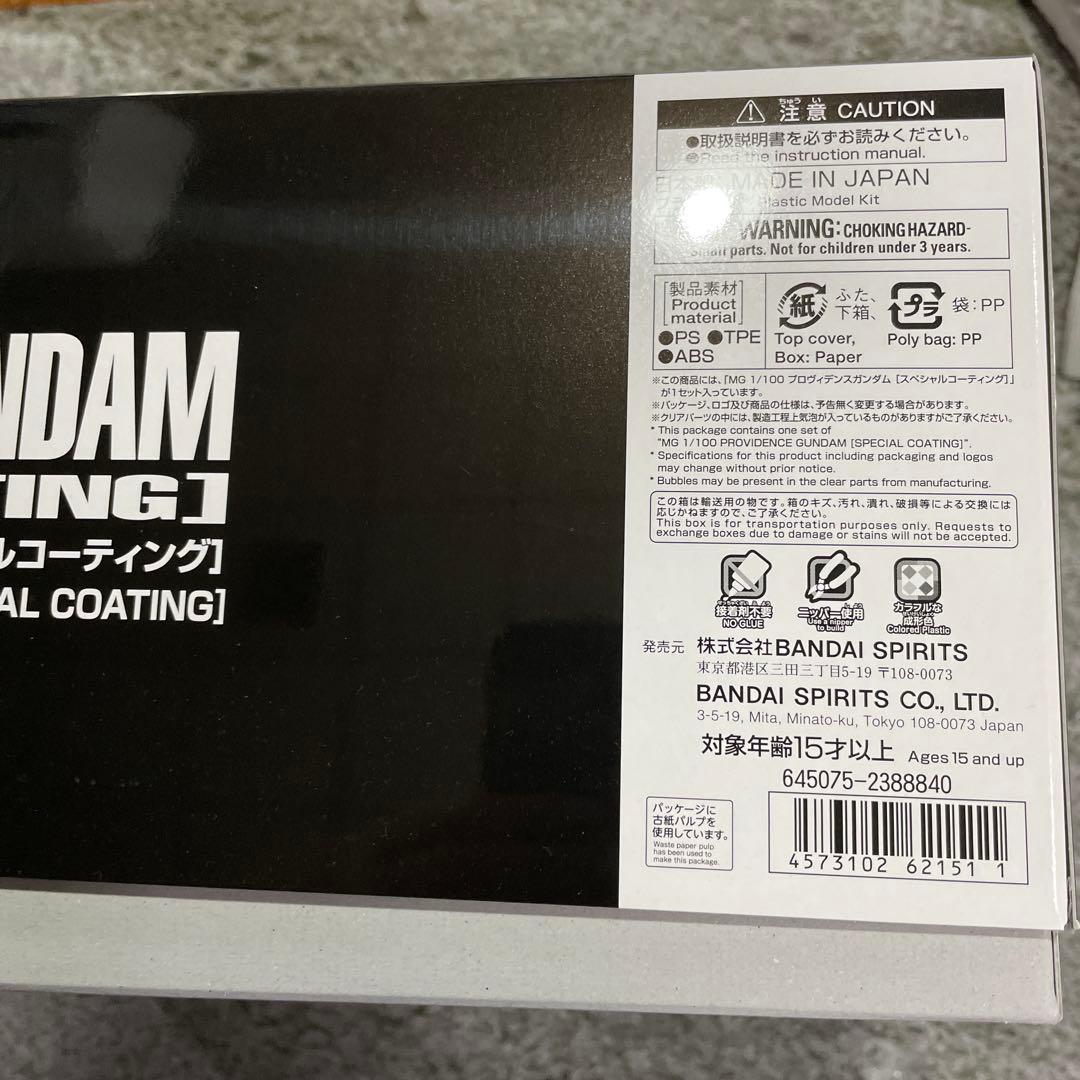 NDAM
TING]
ルコーティング]
AL COATING]
注意 CAUTION
ちゅう い
●取扱説明書を必ずお読みください。
Read the instruction manual.
日本製 MADE IN JAPAN
Plastic Model Kit
WARNING: CHOKING HAZARD-
Small parts. Not for children under 3 years.
[製品素材]
Product
material
●PS ●TPE
●ABS
紙 ふた、
下箱、
Top cover,
Box: Paper
プラ 袋:PP
Poly bag: PP
※この商品には、「MG 1/100 プロヴィデンスガンダム [スペシャルコーティング]」
が1セット入っています。
※パッケージ、ロゴ及び商品の仕様は、予告無く変更する場合があります。
※クリアパーツの中には、製造工程上気泡が入っているものがありますがご了承ください。
* This package contains one set of
"MG 1/100 PROVIDENCE GUNDAM [SPECIAL COATING]".
* Specifications for this product including packaging and logos
may change without prior notice.
* Bubbles may be present in the clear parts from manufacturing.
この箱は輸送用の物です。箱のキズ、汚れ、潰れ、破損等による交換には
応じかねますので、ご了承ください。
This box is for transportation purposes only. Requests to
exchange boxes due to damage or stains will not be accepted.
接着剤不要
NO GLUE
ニッパー使用
Use a nipper
to build
カラフルな
成形色
Colored Plastic
発売元 株式会社BANDAI SPIRITS
東京都港区三田三丁目5-19 〒108-0073
BANDAI SPIRITS CO., LTD.
3-5-19, Mita, Minato-ku, Tokyo 108-0073 Japan
対象年齢15才以上 Ages 15 and up
645075-2388840
パッケージに
古紙パルプを
使用しています。
Waste paper pulp
has been used to
make this package.
4573102 62151 1